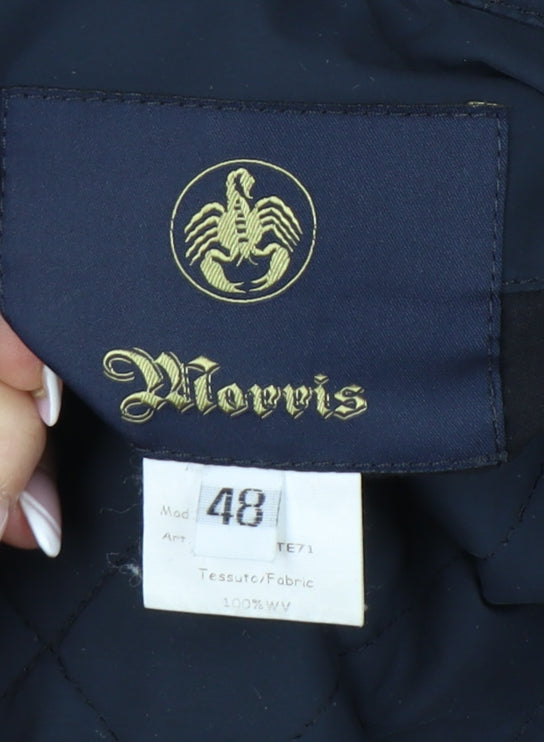 Morris
48
Mod
Art TE71
Tessuto/Fabric
100%WV